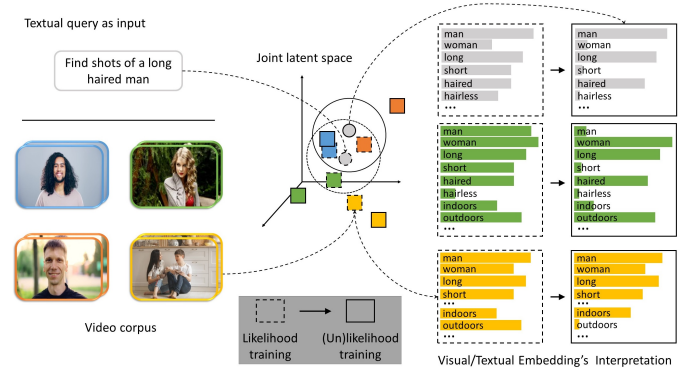 Textual query as input
Find shots of a long
haired man
Video corpus
Joint latent space
Likelihood
training
(Un)likelihood
training
man
woman
long
short
haired
hairless
...
man
woman
long
short
haired
hairless
...
man
woman
long
short
haired
hairless
indoors
outdoors
...
man
woman
long
short
haired
hairless
indoors
outdoors
...
man
woman
long
short
...
indoors
outdoors
...
man
woman
long
short
...
indoors
outdoors
...
Visual/Textual Embedding's Interpretation